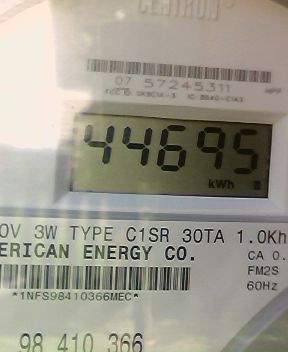 CENTRON®
07 57245311
44695
kWh
0V 3W TYPE C1SR 30TA 1.0Kh
ERICAN ENERGY CO.
CA 0.
FM2S
60Hz
*1NFS98410366MEC*
98 410 366